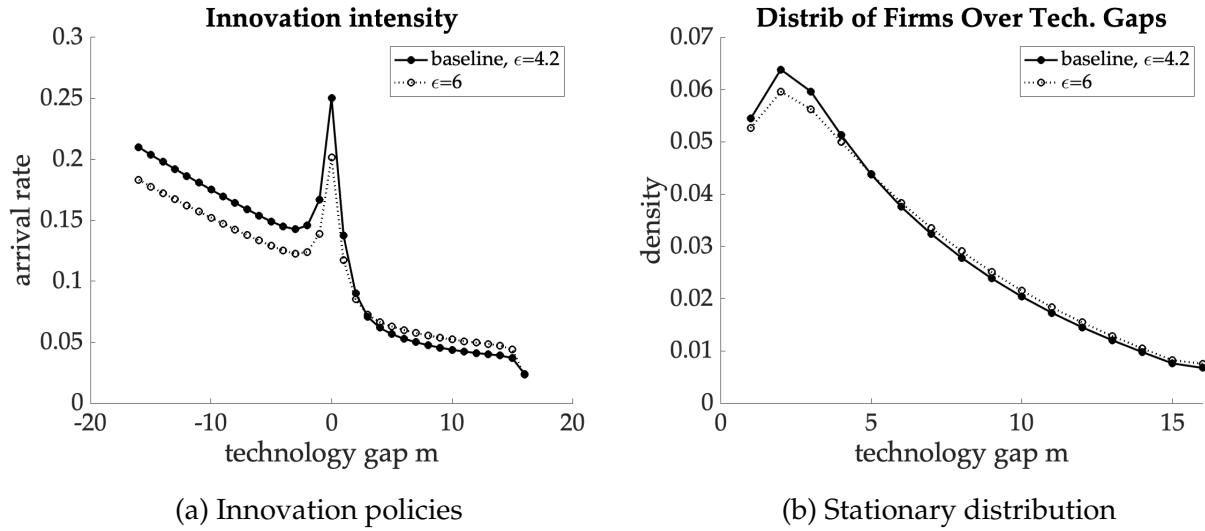 Innovation intensity
0.3
0.25
0.2
0.15
0.1
0.05
0
-20
-10
0
10
20
arrival rate
technology gap m
baseline, ϵ=4.2
ϵ=6
(a) Innovation policies
Distrib of Firms Over Tech. Gaps
0.07
0.06
0.05
0.04
0.03
0.02
0.01
0
0
5
10
15
density
technology gap m
baseline, ϵ=4.2
ϵ=6
(b) Stationary distribution